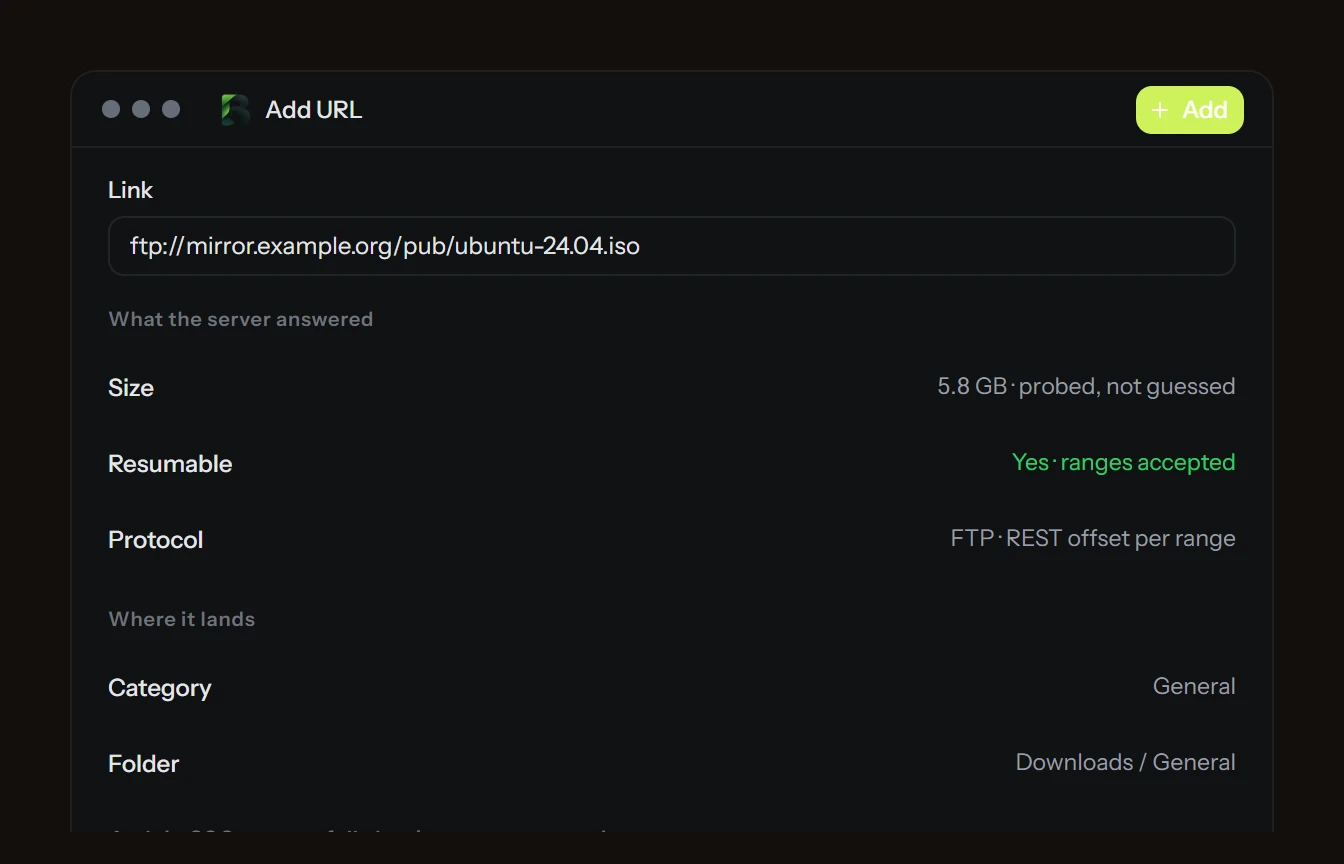 Add URL
+ Add
Link
ftp://mirror.example.org/pub/ubuntu-24.04.iso
What the server answered
Size
5.8 GB · probed, not guessed
Resumable
Yes · ranges accepted
Protocol
FTP · REST offset per range
Where it lands
Category
General
Folder
Downloads / General